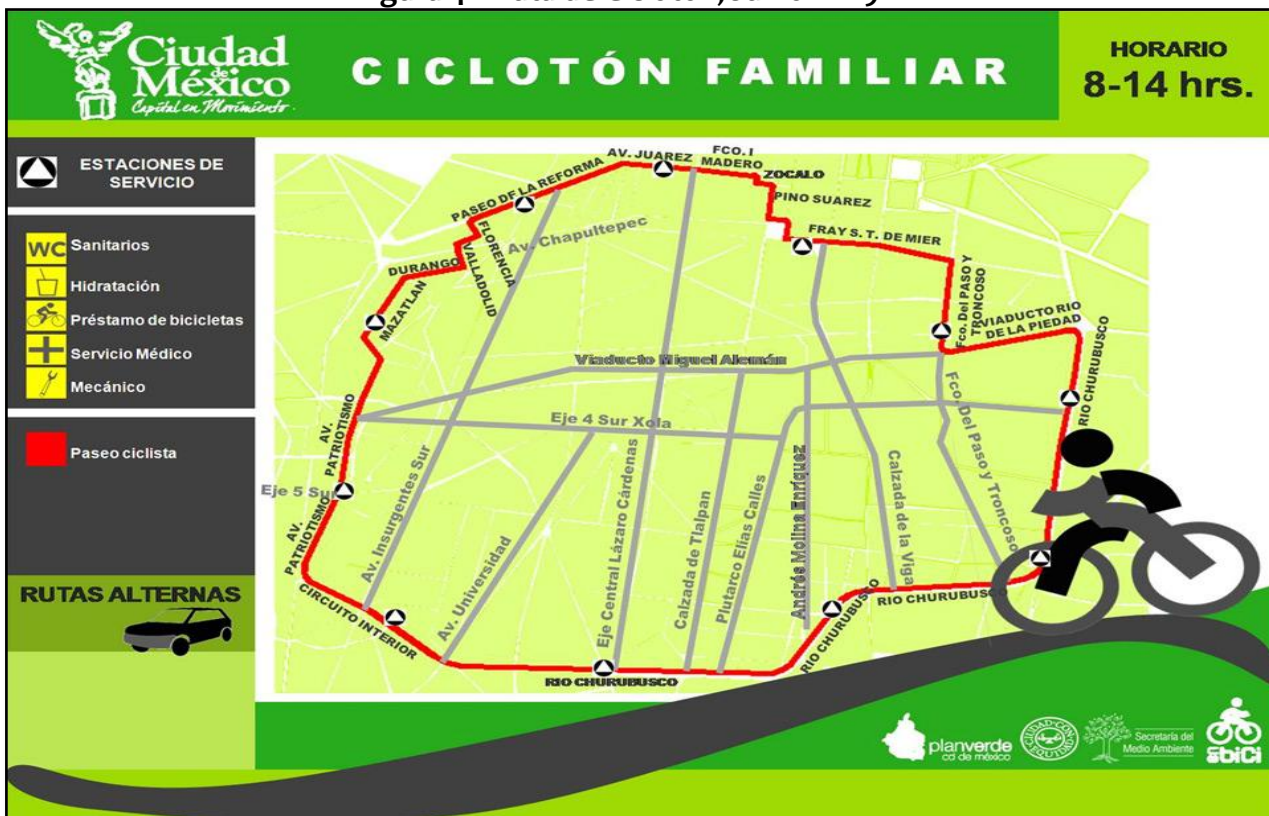 Ciudad
de
México
Capital en Movimiento
CICLOTÓN FAMILIAR
HORARIO
8-14 hrs.
ESTACIONES DE
SERVICIO
WC Sanitarios
Hidratación
Préstamo de bicicletas
Servicio Médico
Mecánico
Paseo ciclista
RUTAS ALTERNAS
PASEO DE LA REFORMA
AV. JUAREZ
FCO. I
MADERO
ZOCALO
PINO SUAREZ
FRAY S. T. DE MIER
Fco. Del PASO Y
TRONCOSO
VIADUCTO RIO
DE LA PIEDAD
RIO CHURUBUSCO
FLORENCIA
VALLADOLID
DURANGO
MAZATLAN
Av. Chapultepec
Viaducto Miguel Alemán
Eje 4 Sur Xola
AV.
PATRIOTISMO
Eje 5 Sur
AV.
PATRIOTISMO
Av. Insurgentes Sur
Av. Universidad
Eje Central Lázaro Cárdenas
Calzada de Tlalpan
Plutarco Elías Calles
Andrés Molina Enríquez
Calzada de la Viga
Fco. Del Paso y Troncoso
CIRCUITO INTERIOR
RIO CHURUBUSCO
RIO CHURUBUSCO
RIO CHURUBUSCO
planverde
cd de méxico
CIUDAD CON
EQUIDAD
Secretaría del
Medio Ambiente